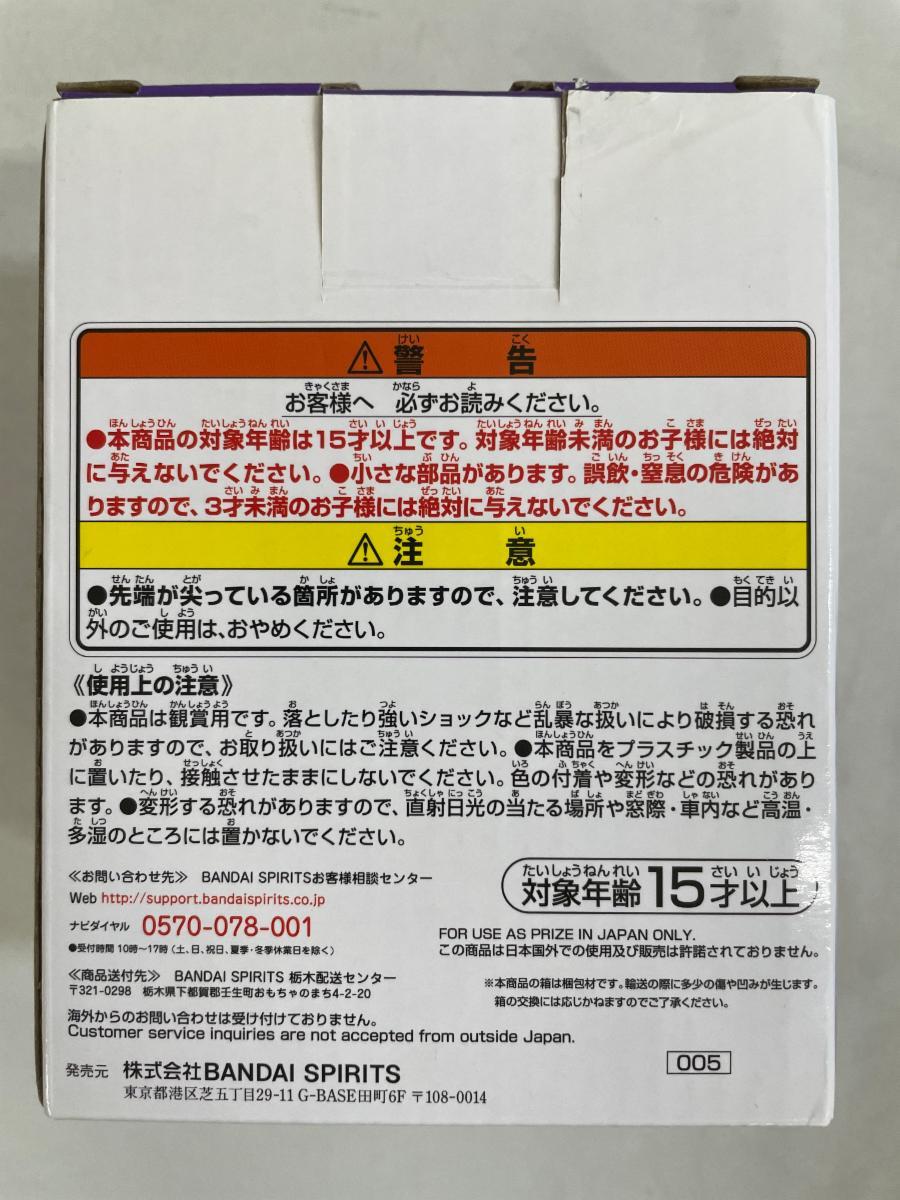 ⚠警告
お客様へ 必ずお読みください。
●本商品の対象年齢は15才以上です。対象年齢未満のお子様には絶対
に与えないでください。●小さな部品があります。誤飲・窒息の危険があ
りますので、3才未満のお子様には絶対に与えないでください。
⚠注意
●先端が尖っている箇所がありますので、注意してください。●目的以
外のご使用は、おやめください。
《使用上の注意》
●本商品は観賞用です。落としたり強いショックなど乱暴な扱いにより破損する恐れ
がありますので、お取り扱いにはご注意ください。●本商品をプラスチック製品の上
に置いたり、接触させたままにしないでください。色の付着や変形などの恐れがあり
ます。●変形する恐れがありますので、直射日光の当たる場所や窓際・車内など高温・
多湿のところには置かないでください。
≪お問い合わせ先≫ BANDAI SPIRITSお客様相談センター
Web http://support.bandaispirits.co.jp
ナビダイヤル 0570-078-001
●受付時間 10時～17時(土、日、祝日、夏季・冬季休業日を除く)
≪商品送付先≫ BANDAI SPIRITS 栃木配送センター
〒321-0298 栃木県下都賀郡壬生町おもちゃのまち4-2-20
海外からのお問い合わせは受け付けておりません。
Customer service inquiries are not accepted from outside Japan.
対象年齢15才以上
FOR USE AS PRIZE IN JAPAN ONLY.
この商品は日本国外での使用及び販売は許諾されておりません。
※本商品の箱は梱包材です。輸送の際に多少の傷や凹みが生じます。
箱の交換には応じかねますのでご了承ください。
005
発売元 株式会社BANDAI SPIRITS
東京都港区芝五丁目29-11 G-BASE田町6F 〒108-0014